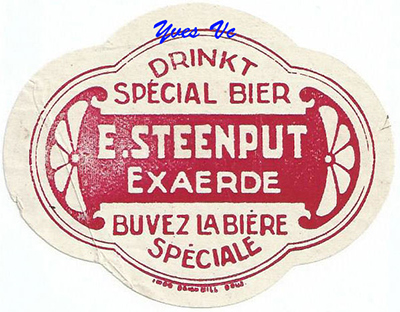 Yves Vc
DRINKT
SPÉCIAL BIER
E. STEENPUT
EXAERDE
BUVEZ LA BIÈRE
SPÉCIALE